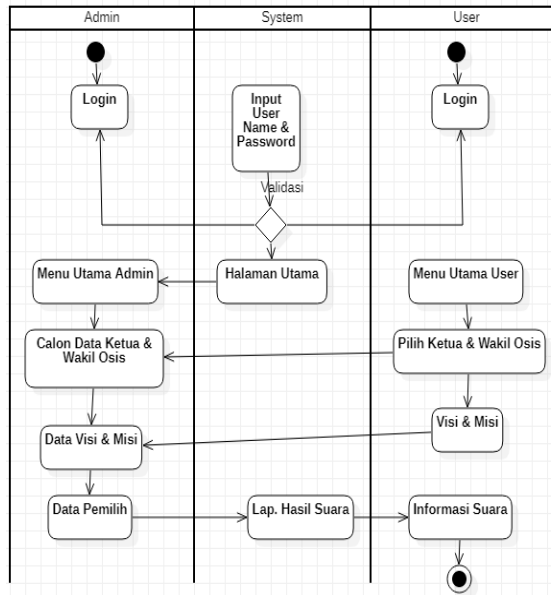 Admin
System
User
Login
Input
User
Name &
Password
Login
Validasi
Menu Utama Admin
Halaman Utama
Menu Utama User
Calon Data Ketua &
Wakil Osis
Pilih Ketua & Wakil Osis
Data Visi & Misi
Visi & Misi
Data Pemilih
Lap. Hasil Suara
Informasi Suara